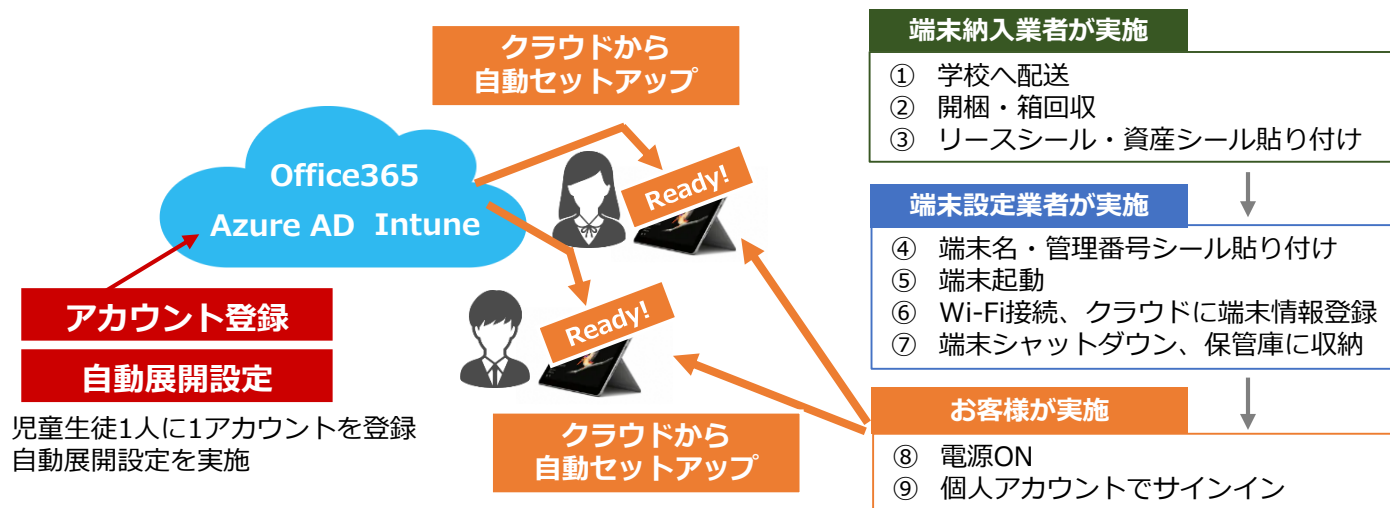 クラウドから
自動セットアップ
Office365
Azure AD Intune
Ready!
Ready!
アカウント登録
自動展開設定
児童生徒1人に1アカウントを登録
自動展開設定を実施
クラウドから
自動セットアップ
端末納入業者が実施
① 学校へ配送
② 開梱・箱回収
③ リースシール・資産シール貼り付け
端末設定業者が実施
④ 端末名・管理番号シール貼り付け
⑤ 端末起動
⑥ Wi-Fi接続、クラウドに端末情報登録
⑦ 端末シャットダウン、保管庫に収納
お客様が実施
⑧ 電源ON
⑨ 個人アカウントでサインイン